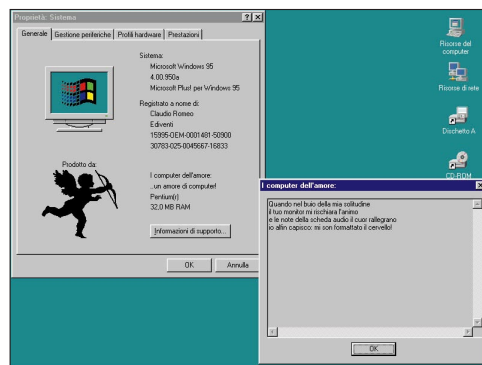 Proprietà: Sistema
Generale
Gestione periferiche
Profili hardware
Prestazioni
Sistema:
Microsoft Windows 95
4.00.950a
Microsoft Plus! per Windows 95
Registrato a nome di:
Claudio Romeo
Ediventi
15995-OEM-0001481-50900
30783-025-0045667-16833
Prodotto da:
I computer dell'amore:
..un amore di computer!
Pentium(r)
32,0 MB RAM
Informazioni di supporto...
OK
Annulla
Risorse del
computer
Risorse di rete
Dischetto A
CD-ROM
I computer dell'amore:
Quando nel buio della mia solitudine
il tuo monitor mi rischiara l'animo
e le note della scheda audio il cuor rallegrano
io alfin capisco: mi son formattato il cervello!
OK